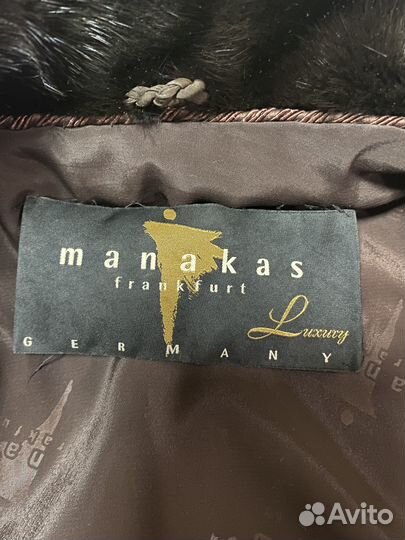 manakas
frankfurt
Luxury
GERMANY
Avito